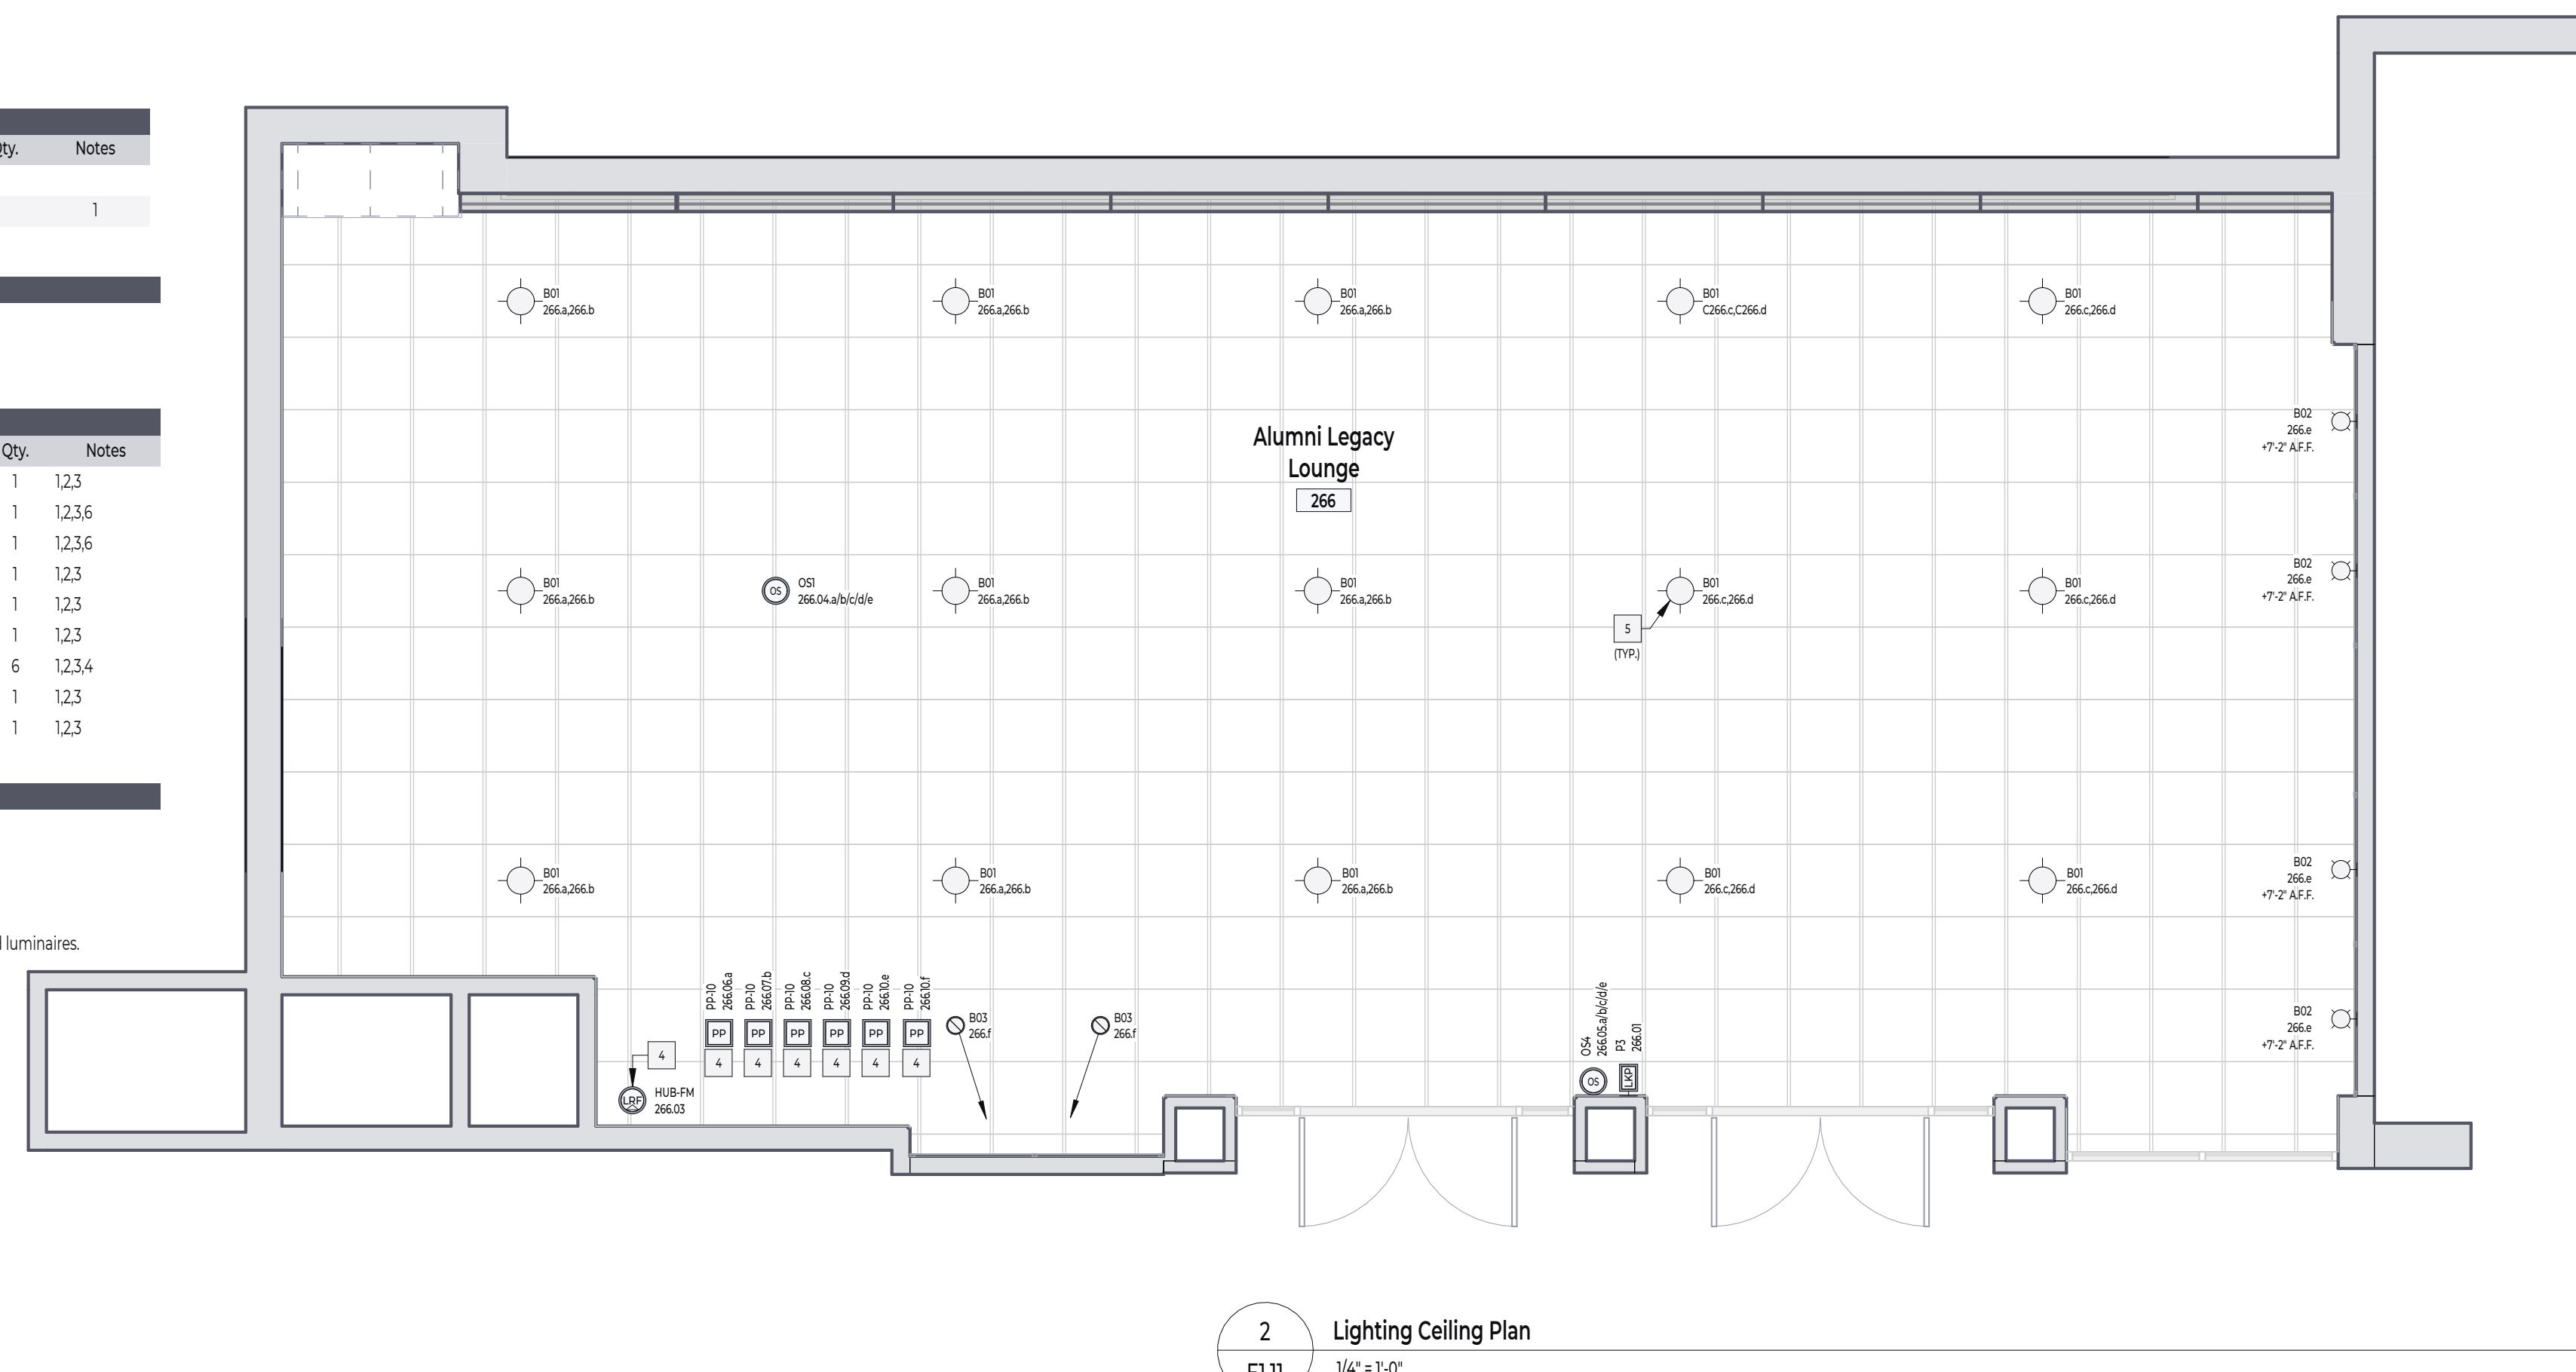 Qty. Notes
1
Qty. Notes
1 1,2,3
1 1,2,3,6
1 1,2,3,6
1 1,2,3
1 1,2,3
1 1,2,3
6 1,2,3,4
1 1,2,3
1 1,2,3
luminaires.
B01
266.a,266.b
B01
266.a,266.b
B01
266.a,266.b
B01
C266.c,C266.d
B01
266.c,266.d
Alumni Legacy
Lounge
266
B02
266.e
+7'-2" A.F.F.
B02
266.e
+7'-2" A.F.F.
B01
266.a,266.b
OS
OS1
266.04.a/b/c/d/e
B01
266.a,266.b
B01
266.a,266.b
B01
266.c,266.d
5
(TYP.)
B01
266.c,266.d
B01
266.a,266.b
B01
266.a,266.b
B01
266.a,266.b
B01
266.c,266.d
B01
266.c,266.d
B02
266.e
+7'-2" A.F.F.
B02
266.e
+7'-2" A.F.F.
PP-10
266.06.a
PP-10
266.07.b
PP-10
266.08.c
PP-10
266.09.d
PP-10
266.10.e
PP-10
266.10.f
PP PP PP PP PP PP
4 4 4 4 4 4
B03
266.f
B03
266.f
4
LRF
HUB-FM
266.03
OS4
266.05.a/b/c/d/e
P3
266.01
OS
LKP
2
Lighting Ceiling Plan
1/4" = 1'-0"